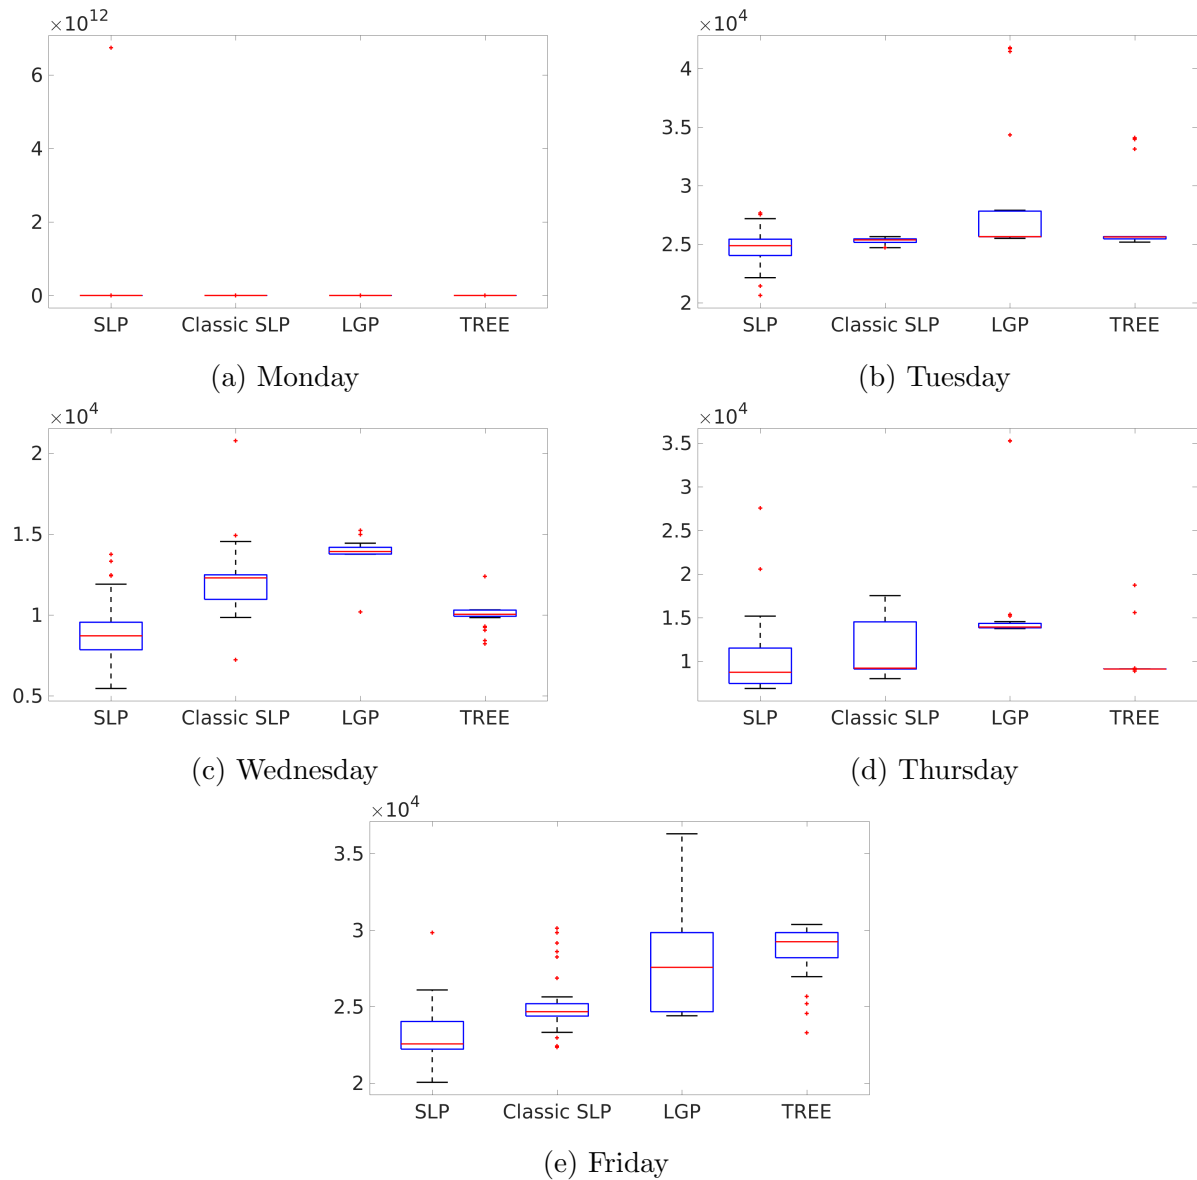 ×10^12
6
4
2
0
SLP Classic SLP LGP TREE
(a) Monday
×10^4
4
3.5
3
2.5
2
SLP Classic SLP LGP TREE
(b) Tuesday
×10^4
2
1.5
1
0.5
SLP Classic SLP LGP TREE
(c) Wednesday
×10^4
3.5
3
2.5
2
1.5
1
SLP Classic SLP LGP TREE
(d) Thursday
×10^4
3.5
3
2.5
2
SLP Classic SLP LGP TREE
(e) Friday